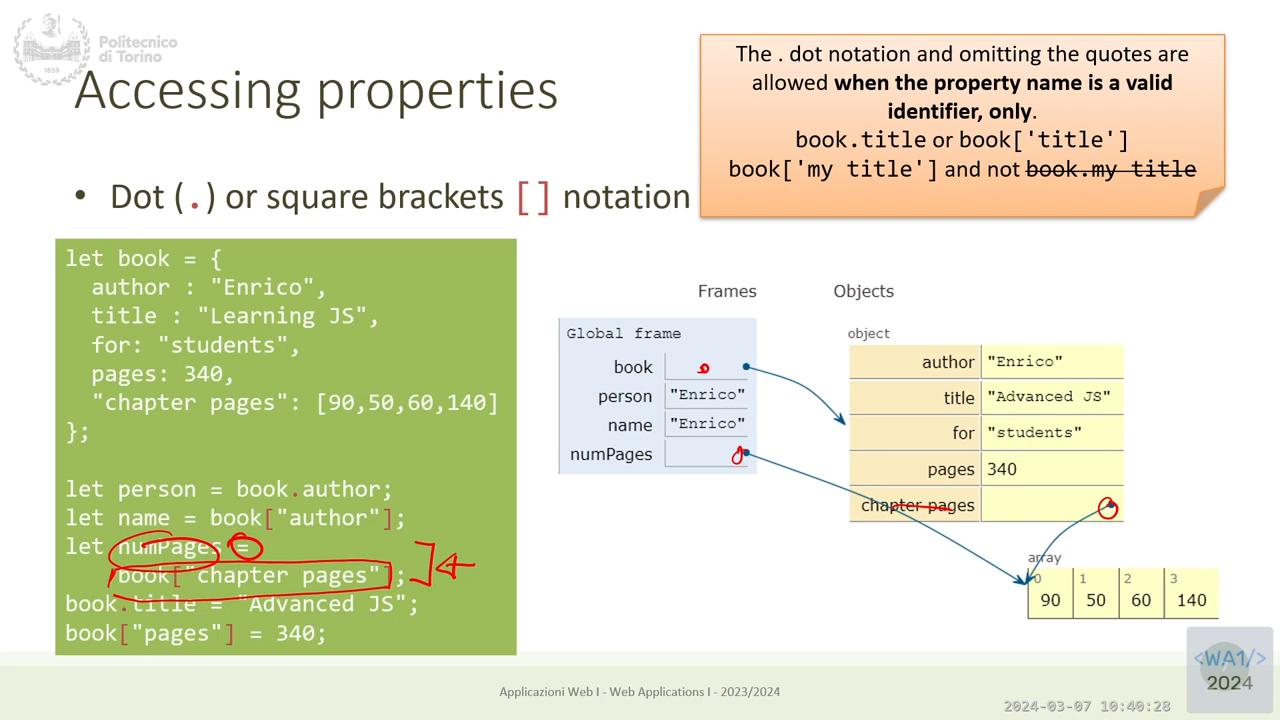 Politecnico
di Torino
1859
Accessing properties
The . dot notation and omitting the quotes are
allowed when the property name is a valid
identifier, only.
book.title or book['title']
book['my title'] and not book.my title
• Dot (.) or square brackets [] notation
let book = {
author : "Enrico",
title : "Learning JS",
for: "students",
pages: 340,
"chapter pages": [90,50,60,140]
};
let person = book.author;
let name = book["author"];
let numPages =
book["chapter pages"];
book.title = "Advanced JS";
book["pages"] = 340;
Frames
Objects
Global frame
book
person "Enrico"
name "Enrico"
numPages
object
author "Enrico"
title "Advanced JS"
for "students"
pages 340
chapter pages
array
0 1 2 3
90 50 60 140
Applicazioni Web I - Web Applications I - 2023/2024
<WA1/>
2024
2024-03-07 10:40:28